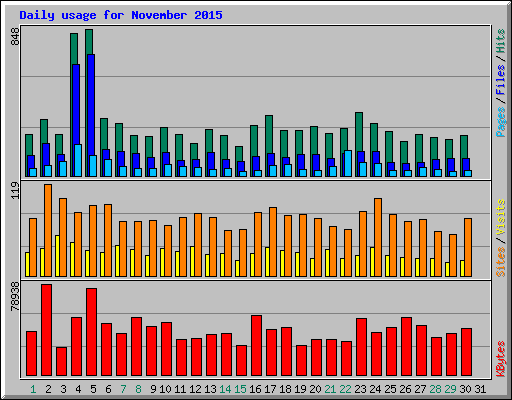 Daily usage for November 2015
848
Pages / Files / Hits
119
Sites / Visits
78938
KBytes
1 2 3 4 5 6 7 8 9 10 11 12 13 14 15 16 17 18 19 20 21 22 23 24 25 26 27 28 29 30 31